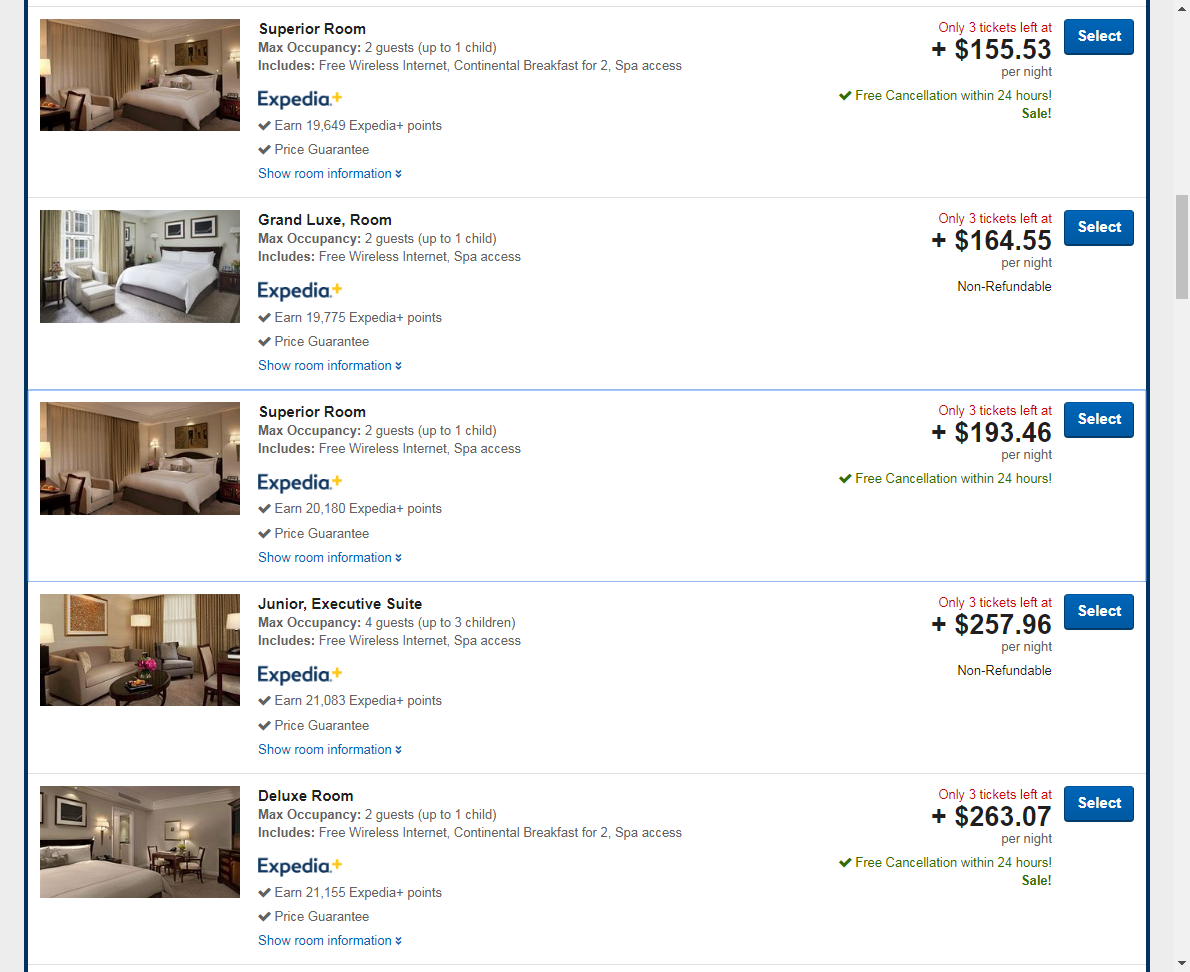 Superior Room
Max Occupancy: 2 guests (up to 1 child)
Includes: Free Wireless Internet, Continental Breakfast for 2, Spa access
Expedia+
Earn 19,649 Expedia+ points
Price Guarantee
Show room information
Only 3 tickets left at
+ $155.53
per night
Free Cancellation within 24 hours!
Sale!
Select
Grand Luxe, Room
Max Occupancy: 2 guests (up to 1 child)
Includes: Free Wireless Internet, Spa access
Expedia+
Earn 19,775 Expedia+ points
Price Guarantee
Show room information
Only 3 tickets left at
+ $164.55
per night
Non-Refundable
Select
Superior Room
Max Occupancy: 2 guests (up to 1 child)
Includes: Free Wireless Internet, Spa access
Expedia+
Earn 20,180 Expedia+ points
Price Guarantee
Show room information
Only 3 tickets left at
+ $193.46
per night
Free Cancellation within 24 hours!
Select
Junior, Executive Suite
Max Occupancy: 4 guests (up to 3 children)
Includes: Free Wireless Internet, Spa access
Expedia+
Earn 21,083 Expedia+ points
Price Guarantee
Show room information
Only 3 tickets left at
+ $257.96
per night
Non-Refundable
Select
Deluxe Room
Max Occupancy: 2 guests (up to 1 child)
Includes: Free Wireless Internet, Continental Breakfast for 2, Spa access
Expedia+
Earn 21,155 Expedia+ points
Price Guarantee
Show room information
Only 3 tickets left at
+ $263.07
per night
Free Cancellation within 24 hours!
Sale!
Select